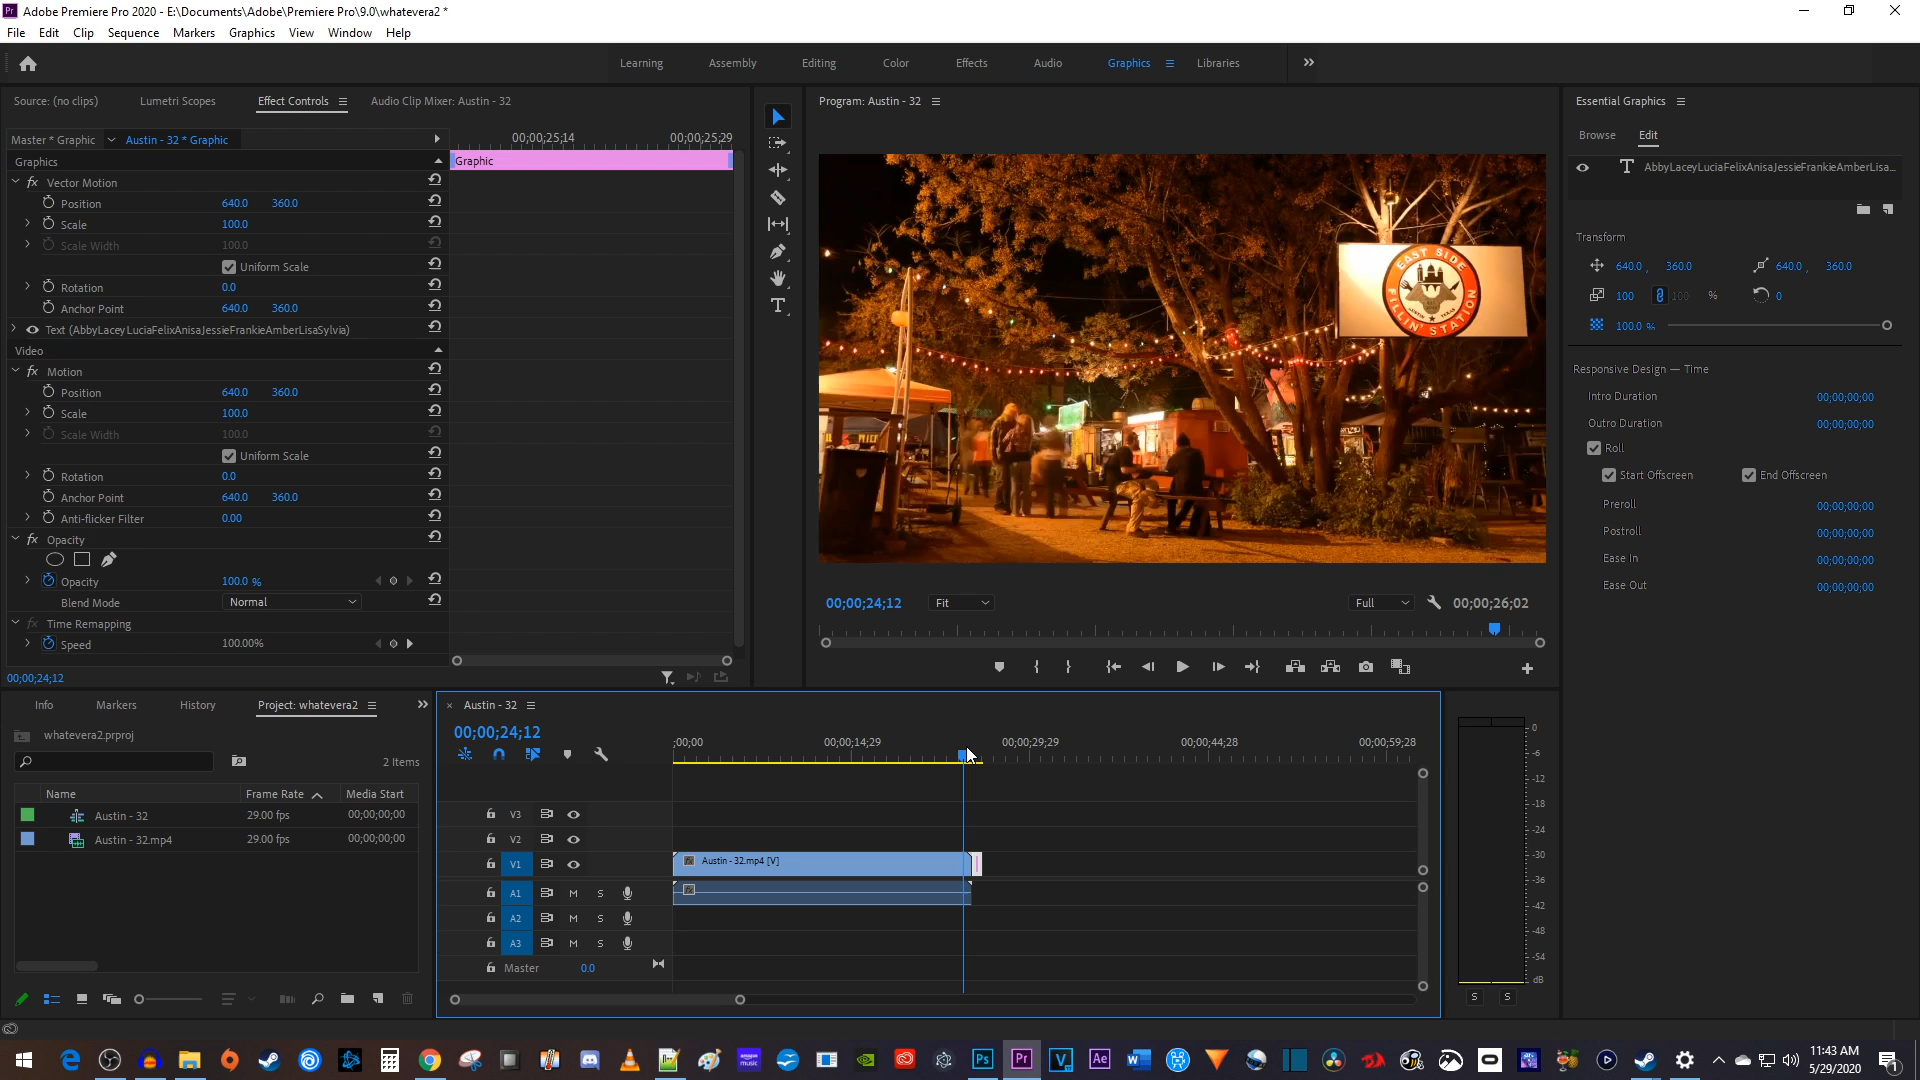 Adobe Premiere Pro 2020 - E:\Documents\Adobe\Premiere Pro\9.0\whatevera2 *
File Edit Clip Sequence Markers Graphics View Window Help
Learning Assembly Editing Color Effects Audio Graphics Libraries
Source: (no clips) Lumetri Scopes Effect Controls Audio Clip Mixer: Austin - 32
Master * Graphic Austin - 32 * Graphic
00;00;25;14 00;00;25;29
Graphics
Graphic
Vector Motion
Position 640.0 360.0
Scale 100.0
Scale Width 100.0
Uniform Scale
Rotation 0.0
Anchor Point 640.0 360.0
Text (AbbyLaceyLuciaFelixAnisaJessieFrankieAmberLisaSylvia)
Video
Motion
Position 640.0 360.0
Scale 100.0
Scale Width 100.0
Uniform Scale
Rotation 0.0
Anchor Point 640.0 360.0
Anti-flicker Filter 0.00
Opacity
Opacity 100.0 %
Blend Mode Normal
Time Remapping
Speed 100.00%
00;00;24;12
Program: Austin - 32
EAST SIDE
FILLIN' STATION
AUSTIN TEXAS
00;00;24;12 Fit Full 00;00;26;02
Essential Graphics
Browse Edit
AbbyLaceyLuciaFelixAnisaJessieFrankieAmberLisa...
Transform
640.0 , 360.0 640.0 , 360.0
100 100 % 0
100.0 %
Responsive Design — Time
Intro Duration 00;00;00;00
Outro Duration 00;00;00;00
Roll
Start Offscreen End Offscreen
Preroll 00;00;00;00
Postroll 00;00;00;00
Ease In 00;00;00;00
Ease Out 00;00;00;00
Info Markers History Project: whatevera2
whatevera2.prproj
2 Items
Name Frame Rate Media Start
Austin - 32 29.00 fps 00;00;00;00
Austin - 32.mp4 29.00 fps 00;00;00;00
Austin - 32
00;00;24;12
;00;00 00;00;14;29 00;00;29;29 00;00;44;28 00;00;59;28
V3
V2
V1 Austin - 32.mp4 [V]
A1 M S
A2 M S
A3 M S
Master 0.0
0
-6
-12
-18
-24
-30
-36
-42
-48
-54
dB
S S
11:43 AM
5/29/2020